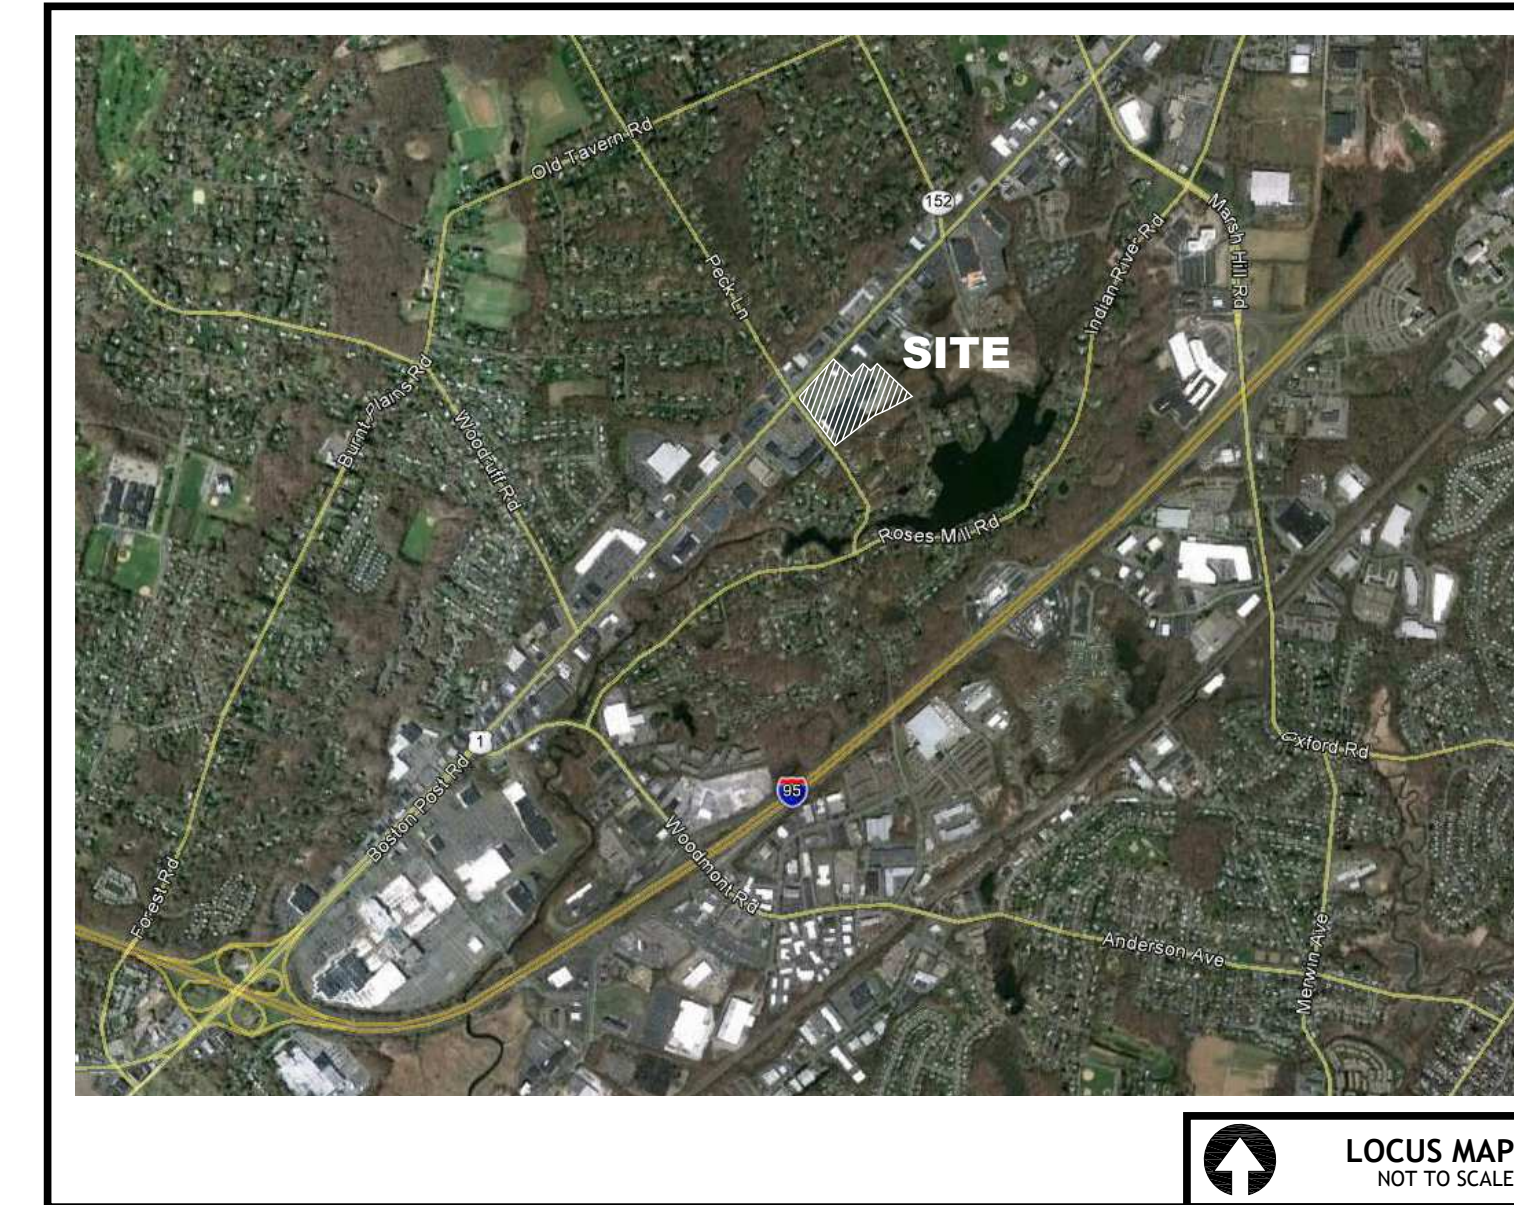 Old Tavern Rd
152
Marsh Hill Rd
Indian River Rd
Peck Ln
SITE
Burnt Plains Rd
Woodruff Rd
Roses Mill Rd
1
Oxford Rd
Boston Post Rd
95
Woodmont Rd
Forest Rd
Anderson Ave
Merwin Ave
LOCUS MAP
NOT TO SCALE